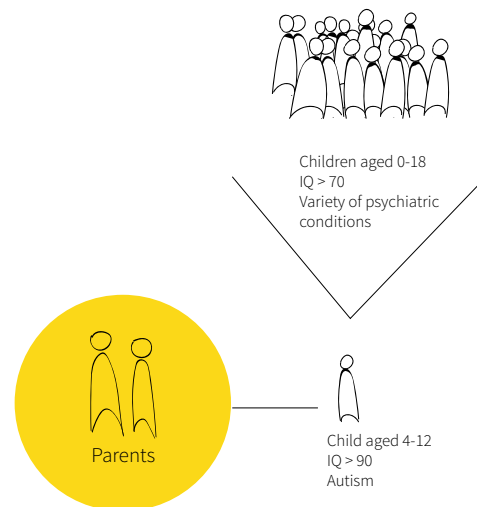 Children aged 0-18
IQ > 70
Variety of psychiatric
conditions
Parents
Child aged 4-12
IQ > 90
Autism